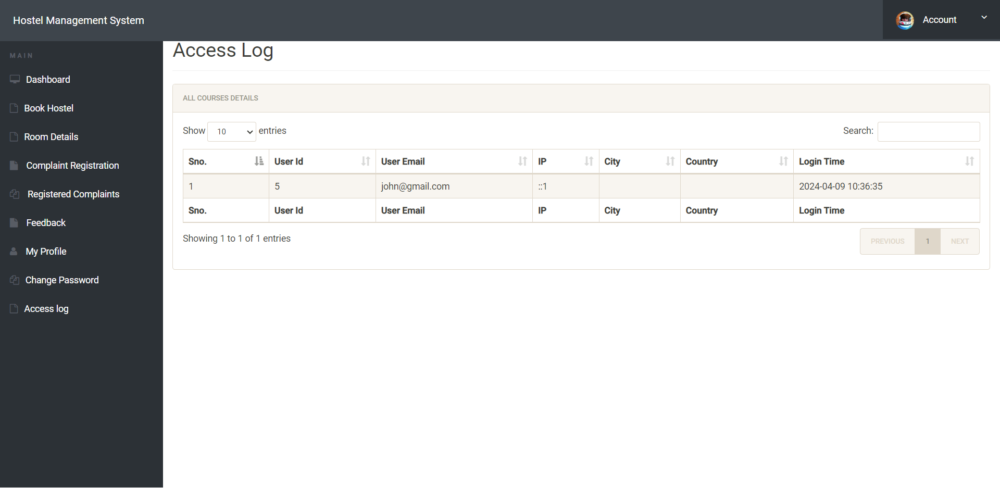 Hostel Management System
Account
MAIN
Dashboard
Book Hostel
Room Details
Complaint Registration
Registered Complaints
Feedback
My Profile
Change Password
Access log
Access Log
ALL COURSES DETAILS
Show 10 entries
Search:
Sno. User Id User Email IP City Country Login Time
1 5 john@gmail.com ::1 2024-04-09 10:36:35
Sno. User Id User Email IP City Country Login Time
Showing 1 to 1 of 1 entries
PREVIOUS 1 NEXT